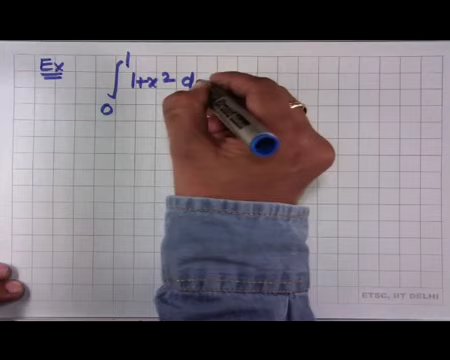 Ex ∫₀¹ 1+x² d
ETSC, IIT DELHI